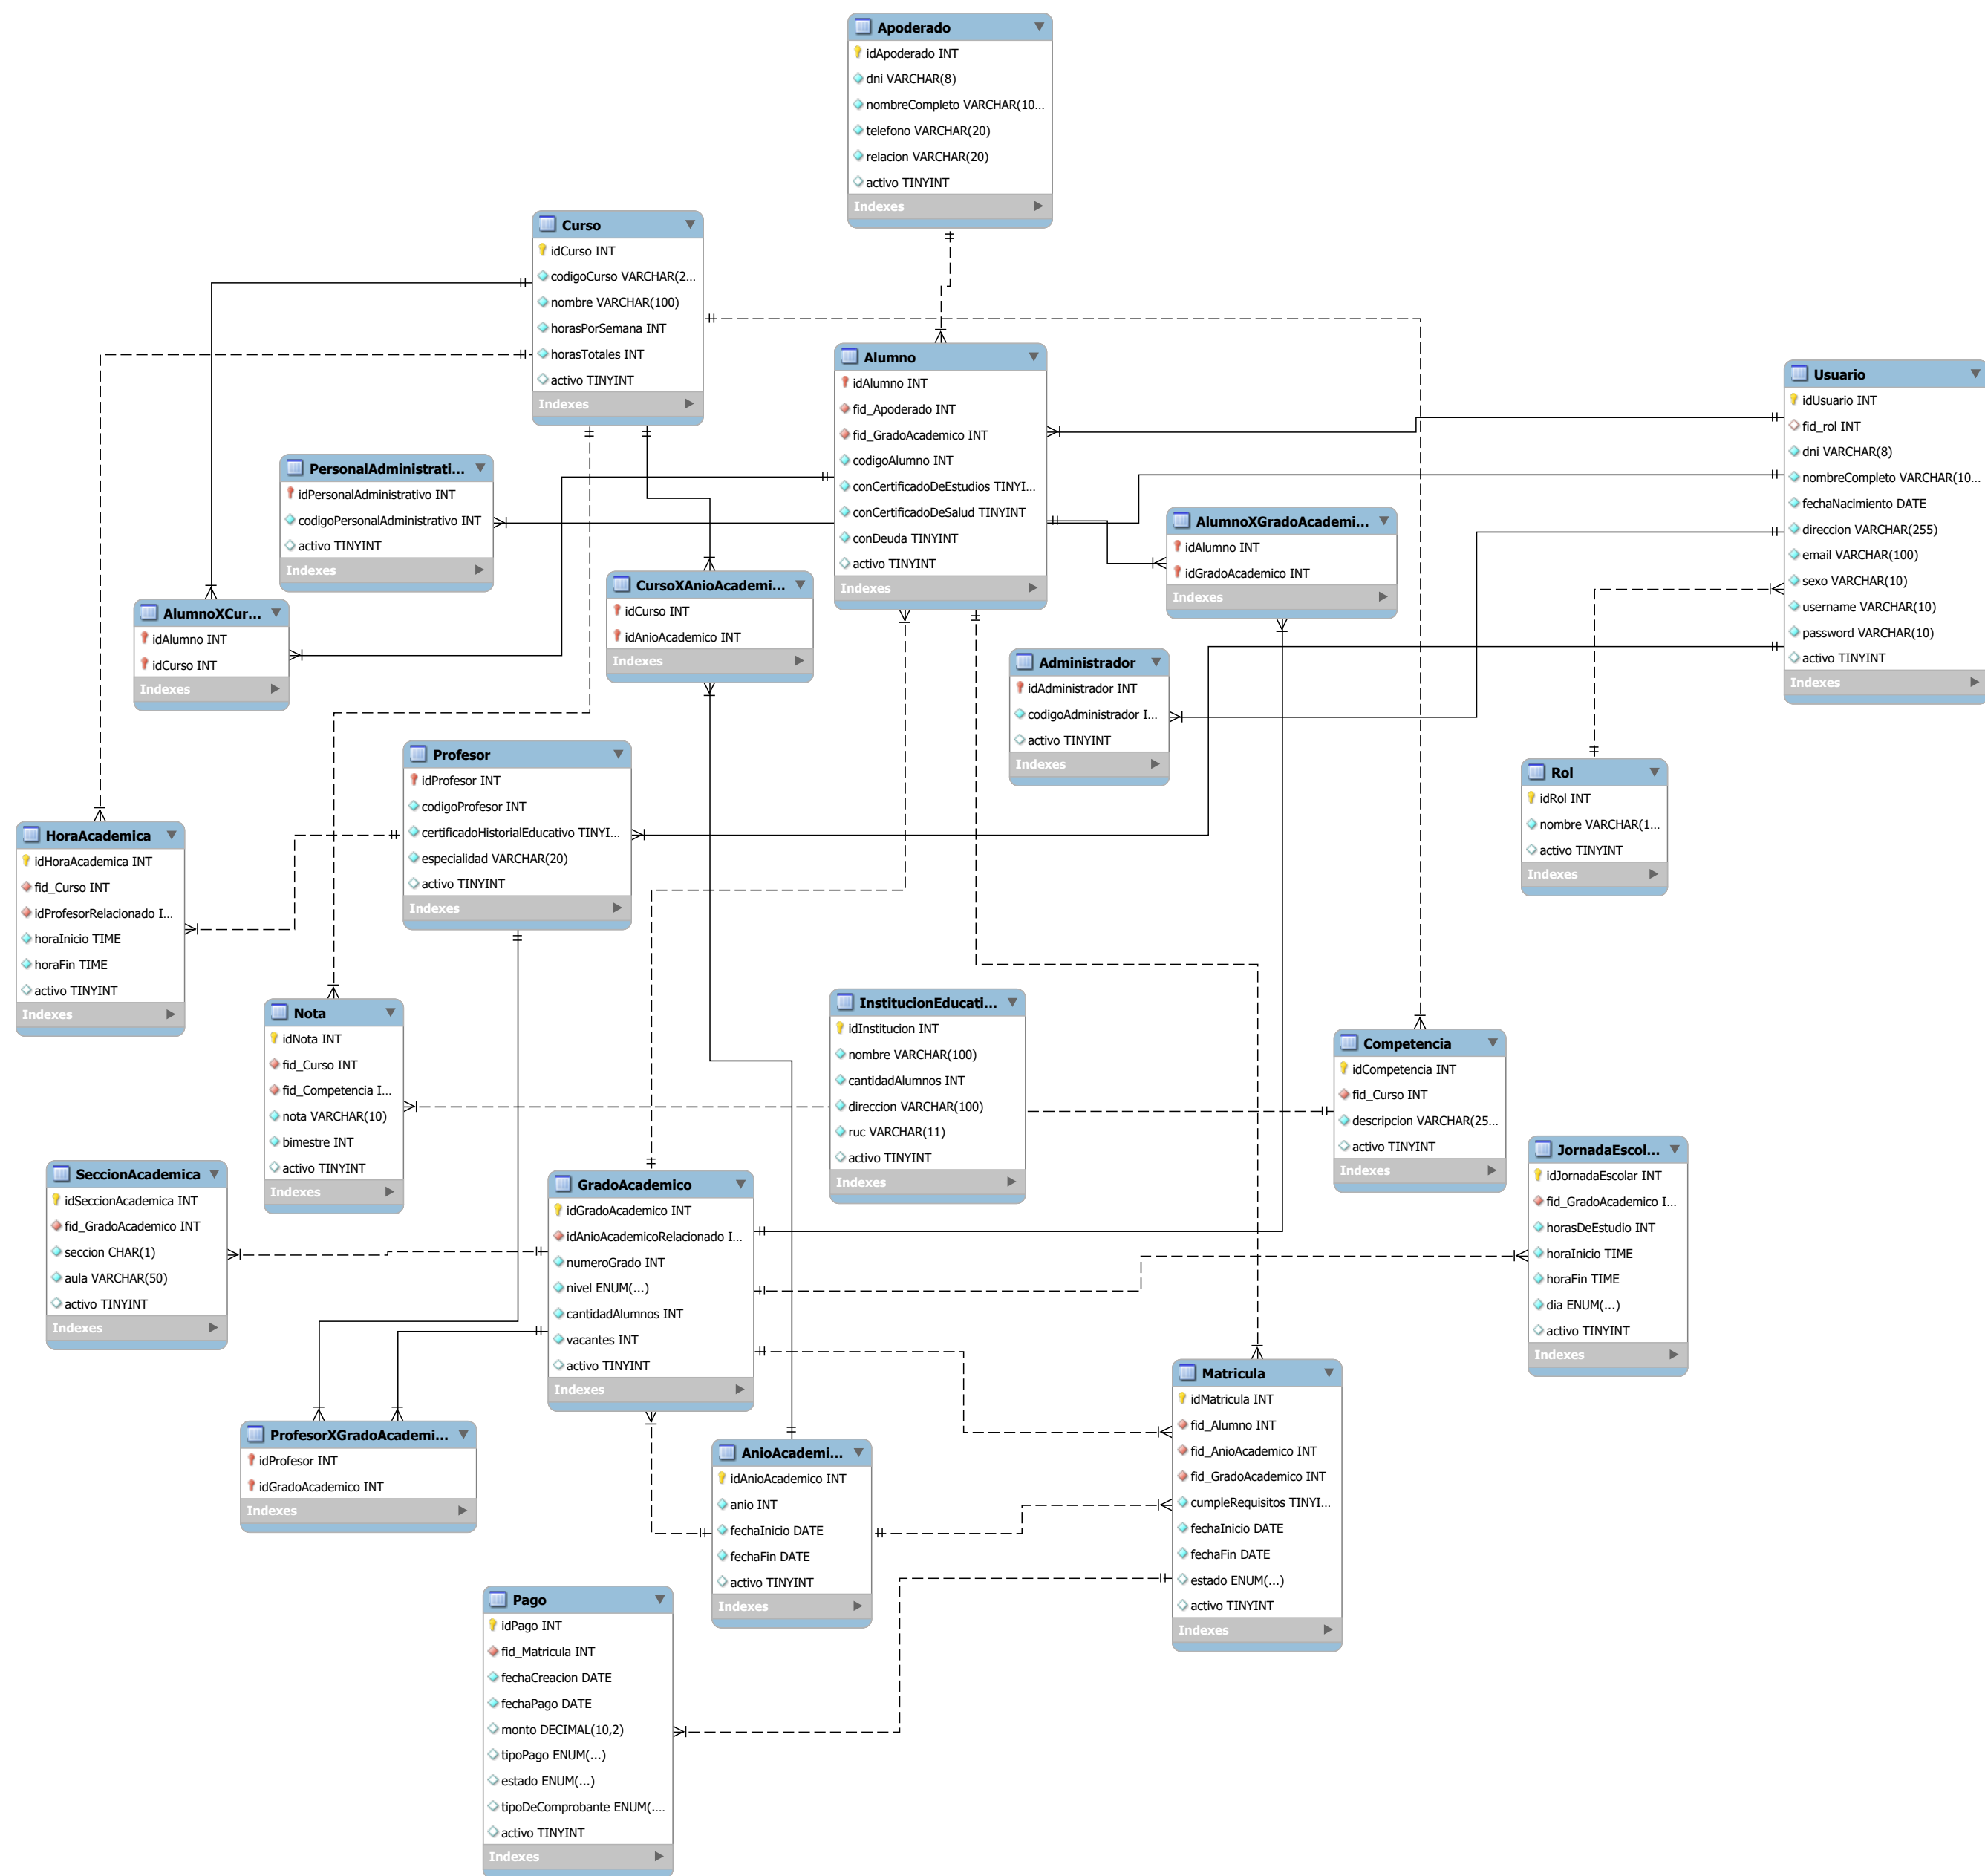 Apoderado
idApoderado INT
dni VARCHAR(8)
nombreCompleto VARCHAR(10...
telefono VARCHAR(20)
relacion VARCHAR(20)
activo TINYINT
Indexes
Curso
idCurso INT
codigoCurso VARCHAR(2...
nombre VARCHAR(100)
horasPorSemana INT
horasTotales INT
activo TINYINT
Indexes
Alumno
idAlumno INT
fid_Apoderado INT
fid_GradoAcademico INT
codigoAlumno INT
conCertificadoDeEstudios TINYI...
conCertificadoDeSalud TINYINT
conDeuda TINYINT
activo TINYINT
Indexes
Usuario
idUsuario INT
fid_rol INT
dni VARCHAR(8)
nombreCompleto VARCHAR(10...
fechaNacimiento DATE
direccion VARCHAR(255)
email VARCHAR(100)
sexo VARCHAR(10)
username VARCHAR(10)
password VARCHAR(10)
activo TINYINT
Indexes
PersonalAdministrati...
idPersonalAdministrativo INT
codigoPersonalAdministrativo INT
activo TINYINT
Indexes
AlumnoXGradoAcademi...
idAlumno INT
idGradoAcademico INT
Indexes
CursoXAnioAcademi...
idCurso INT
idAnioAcademico INT
Indexes
AlumnoXCur...
idAlumno INT
idCurso INT
Indexes
Administrador
idAdministrador INT
codigoAdministrador I...
activo TINYINT
Indexes
Profesor
idProfesor INT
codigoProfesor INT
certificadoHistorialEducativo TINYI...
especialidad VARCHAR(20)
activo TINYINT
Indexes
Rol
idRol INT
nombre VARCHAR(1...
activo TINYINT
Indexes
HoraAcademica
idHoraAcademica INT
fid_Curso INT
idProfesorRelacionado I...
horaInicio TIME
horaFin TIME
activo TINYINT
Indexes
Nota
idNota INT
fid_Curso INT
fid_Competencia I...
nota VARCHAR(10)
bimestre INT
activo TINYINT
Indexes
InstitucionEducati...
idInstitucion INT
nombre VARCHAR(100)
cantidadAlumnos INT
direccion VARCHAR(100)
ruc VARCHAR(11)
activo TINYINT
Indexes
Competencia
idCompetencia INT
fid_Curso INT
descripcion VARCHAR(25...
activo TINYINT
Indexes
JornadaEscol...
idJornadaEscolar INT
fid_GradoAcademico I...
horasDeEstudio INT
horaInicio TIME
horaFin TIME
dia ENUM(...)
activo TINYINT
Indexes
SeccionAcademica
idSeccionAcademica INT
fid_GradoAcademico INT
seccion CHAR(1)
aula VARCHAR(50)
activo TINYINT
Indexes
GradoAcademico
idGradoAcademico INT
idAnioAcademicoRelacionado I...
numeroGrado INT
nivel ENUM(...)
cantidadAlumnos INT
vacantes INT
activo TINYINT
Indexes
Matricula
idMatricula INT
fid_Alumno INT
fid_AnioAcademico INT
fid_GradoAcademico INT
cumpleRequisitos TINYI...
fechaInicio DATE
fechaFin DATE
estado ENUM(...)
activo TINYINT
Indexes
ProfesorXGradoAcademi...
idProfesor INT
idGradoAcademico INT
Indexes
AnioAcademi...
idAnioAcademico INT
anio INT
fechaInicio DATE
fechaFin DATE
activo TINYINT
Indexes
Pago
idPago INT
fid_Matricula INT
fechaCreacion DATE
fechaPago DATE
monto DECIMAL(10,2)
tipoPago ENUM(...)
estado ENUM(...)
tipoDeComprobante ENUM(....
activo TINYINT
Indexes